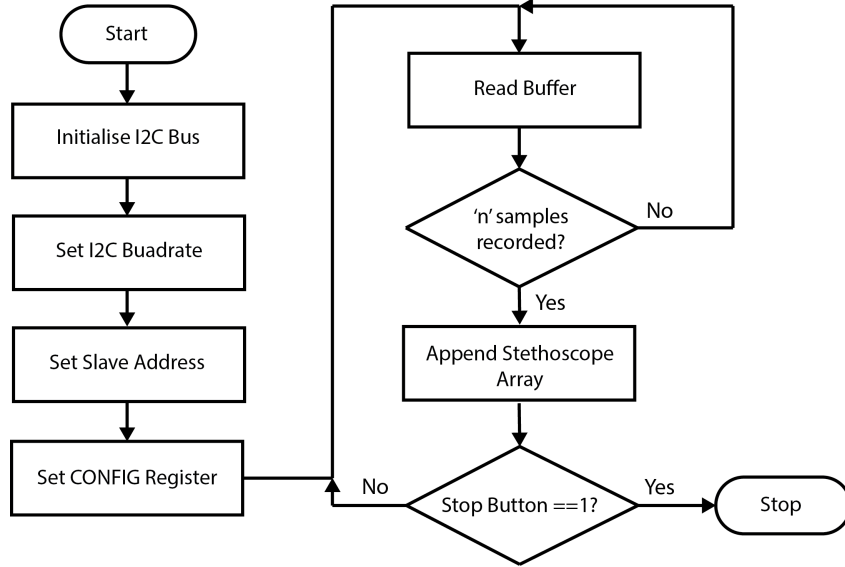 Start
Initialise I2C Bus
Set I2C Buadrate
Set Slave Address
Set CONFIG Register
Read Buffer
‘n’ samples
recorded?
No
Yes
Append Stethoscope
Array
No
Stop Button ==1?
Yes
Stop